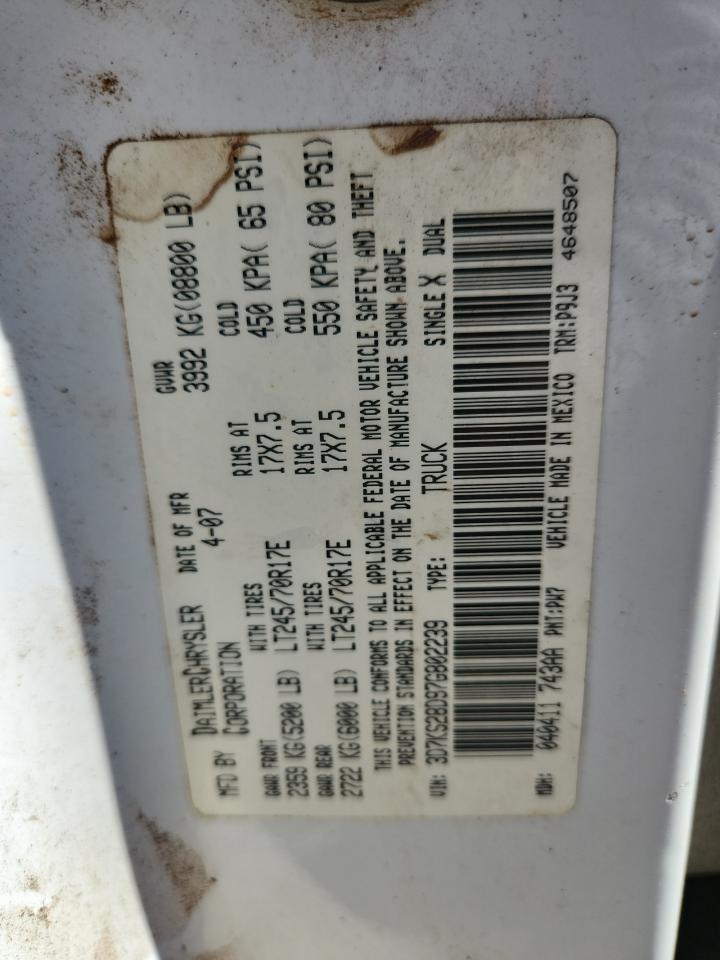 MFD BY DAIMLERCHRYSLER DATE OF MFR GVWR
CORPORATION 4-07 3992 KG(08800 LB)
GAWR FRONT WITH TIRES RIMS AT COLD
2359 KG(5200 LB) LT245/70R17E 17X7.5 450 KPA( 65 PSI)
GAWR REAR WITH TIRES RIMS AT COLD
2722 KG(6000 LB) LT245/70R17E 17X7.5 550 KPA( 80 PSI)
THIS VEHICLE CONFORMS TO ALL APPLICABLE FEDERAL MOTOR VEHICLE SAFETY AND THEFT
PREVENTION STANDARDS IN EFFECT ON THE DATE OF MANUFACTURE SHOWN ABOVE.
VIN: 3D7KS28D97G802239 TYPE: TRUCK SINGLE X DUAL
MDH: 040411 743AA PNT:PW7 VEHICLE MADE IN MEXICO TRM:P9J3 4648507